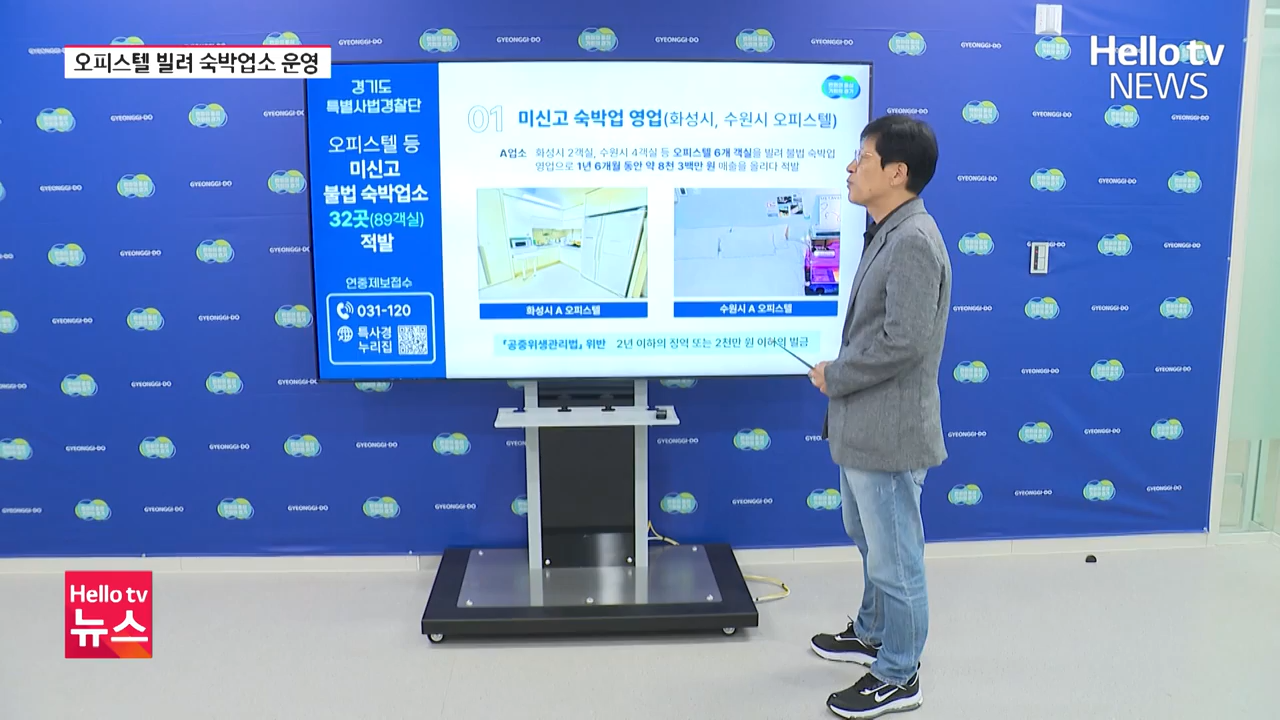 오피스텔 빌려 숙박업소 운영
Hello tv
NEWS
경기도
특별사법경찰단
오피스텔 등
미신고
불법 숙박업소
32곳(89객실)
적발
연중제보접수
031-120
특사경
누리집
01 미신고 숙박업 영업(화성시, 수원시 오피스텔)
A업소 화성시 2객실, 수원시 4객실 등 오피스텔 6개 객실을 빌려 불법 숙박업
영업으로 1년 6개월 동안 약 8천 3백만 원 매출을 올리다 적발
화성시 A 오피스텔
수원시 A 오피스텔
「공중위생관리법」 위반 2년 이하의 징역 또는 2천만 원 이하의 벌금
GYEONGGI-DO
Hello tv
뉴스